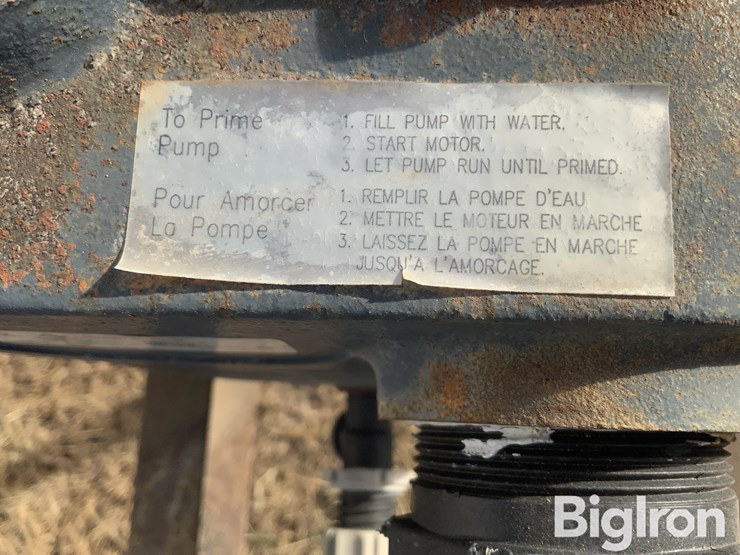 To Prime
Pump
1. FILL PUMP WITH WATER.
2. START MOTOR.
3. LET PUMP RUN UNTIL PRIMED.
Pour Amorcer
La Pompe
1. REMPLIR LA POMPE D'EAU
2. METTRE LE MOTEUR EN MARCHE
3. LAISSEZ LA POMPE EN MARCHE
JUSQU'A L'AMORCAGE.
BigIron